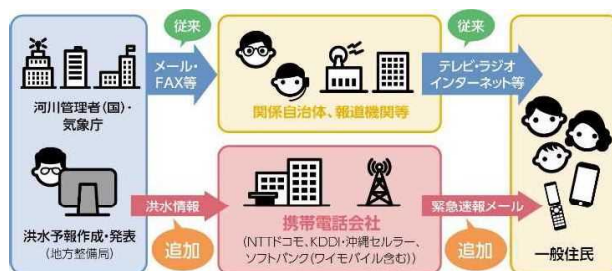 従来
従来
メール・
FAX等
テレビ・ラジオ
インターネット等
河川管理者(国)・
気象庁
関係自治体、報道機関等
洪水情報
緊急速報メール
携帯電話会社
追加
追加
洪水予報作成・発表
(地方整備局)
(NTTドコモ、KDDI・沖縄セルラー、
ソフトバンク(ワイモバイル含む))
一般住民